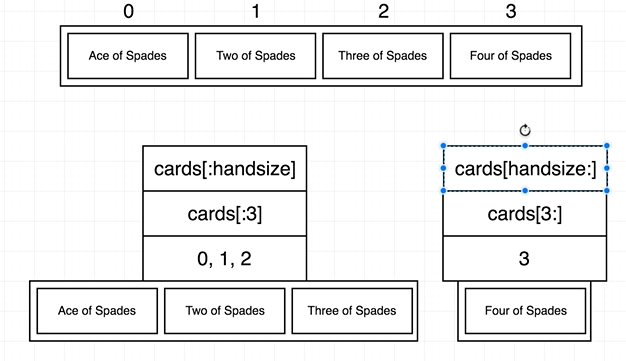 0 1 2 3
Ace of Spades Two of Spades Three of Spades Four of Spades
cards[:handsize] cards[handsize:]
cards[:3] cards[3:]
0, 1, 2 3
Ace of Spades Two of Spades Three of Spades Four of Spades